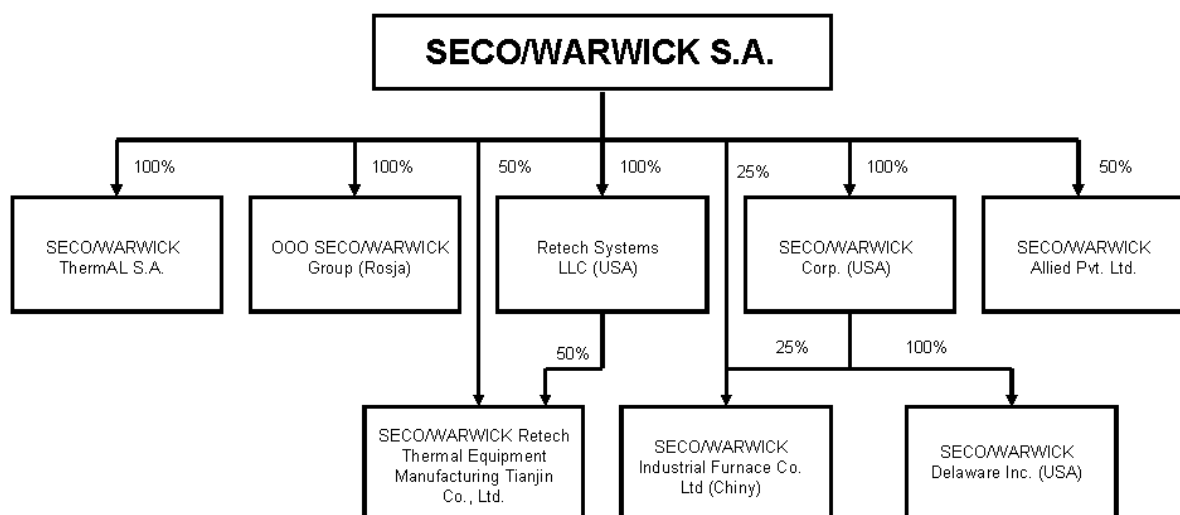 SECO/WARWICK S.A.
100%
100%
50%
100%
25%
100%
50%
SECO/WARWICK
ThermAL S.A.
OOO SECO/WARWICK
Group (Rosja)
Retech Systems
LLC (USA)
SECO/WARWICK
Corp. (USA)
SECO/WARWICK
Allied Pvt. Ltd.
50%
25%
100%
SECO/WARWICK Retech
Thermal Equipment
Manufacturing Tianjin
Co., Ltd.
SECO/WARWICK
Industrial Furnace Co.
Ltd (Chiny)
SECO/WARWICK
Delaware Inc. (USA)